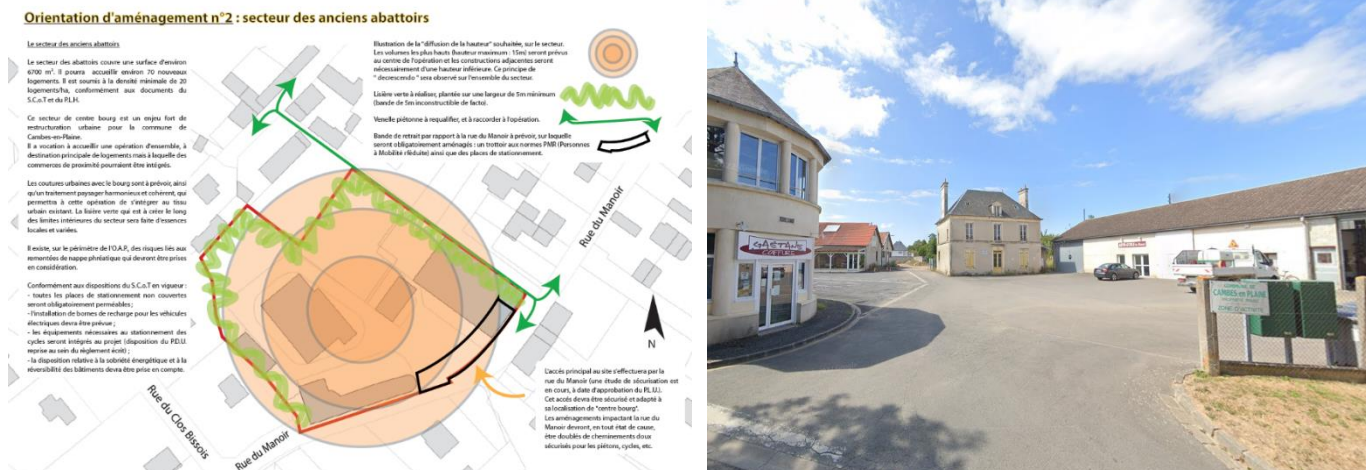 Orientation d'aménagement n°2 : secteur des anciens abattoirs
Le secteur des anciens abattoirs
Le secteur des abattoirs couvre une surface d'environ
6700 m². Il pourra accueillir environ 70 nouveaux
logements. Il est soumis à la densité minimale de 20
logements/ha, conformément aux documents du
S.C.o.T et du P.L.H.
Ce secteur de centre bourg est un enjeu fort de
restructuration urbaine pour la commune de
Cambes-en-Plaine.
Il a vocation à accueillir une opération d'ensemble, à
destination principale de logements mais à laquelle des
commerces de proximité pourraient être intégrés.
Les coutures urbaines avec le bourg sont à prévoir, ainsi
qu'un traitement paysager harmonieux et cohérent, qui
permettra à cette opération de s'intégrer au tissu
urbain existant. La lisière verte qui est à créer le long
des limites intérieures du secteur sera faite d'essences
locales et variées.
Il existe, sur le périmètre de l'O.A.P., des risques liés aux
remontées de nappe phréatique qui devront être prises
en considération.
Conformément aux dispositions du S.C.o.T en vigueur :
- toutes les places de stationnement non couvertes
seront obligatoirement perméables ;
- l'installation de bornes de recharge pour les véhicules
électriques devra être prévue ;
- les équipements nécessaires au stationnement des
cycles seront intégrés au projet (disposition du P.D.U.
reprise au sein du règlement écrit) ;
- la disposition relative à la sobriété énergétique et à la
réversibilité des bâtiments devra être prise en compte.
Illustration de la "diffusion de la hauteur" souhaitée, sur le secteur.
Les volumes les plus hauts (hauteur maximum : 15m) seront prévus
au centre de l'opération et les constructions adjacentes seront
nécessairement d'une hauteur inférieure. Ce principe de
" decrescendo " sera observé sur l'ensemble du secteur.
Lisière verte à réaliser, plantée sur une largeur de 5m minimum
(bande de 5m inconstructible de facto).
Venelle piétonne à requalifier, et à raccorder à l'opération.
Bande de retrait par rapport à la rue du Manoir à prévoir, sur laquelle
seront obligatoirement aménagés : un trottoir aux normes PMR (Personnes
à Mobilité Réduite) ainsi que des places de stationnement.
Rue du Manoir
N
L'accès principal au site s'effectuera par la
rue du Manoir (une étude de sécurisation est
en cours, à date d'approbation du P.L.U.).
Cet accès devra être sécurisé et adapté à
sa localisation de "centre bourg".
Les aménagements impactant la rue du
Manoir devront, en tout état de cause,
être doublés de cheminements doux
sécurisés pour les piétons, cycles, etc.
Rue du Clos Bissois
Rue du Manoir
GAËTANE
COIFFURE
CAMBES EN PLAINE
ZONE D'ACTIVITES